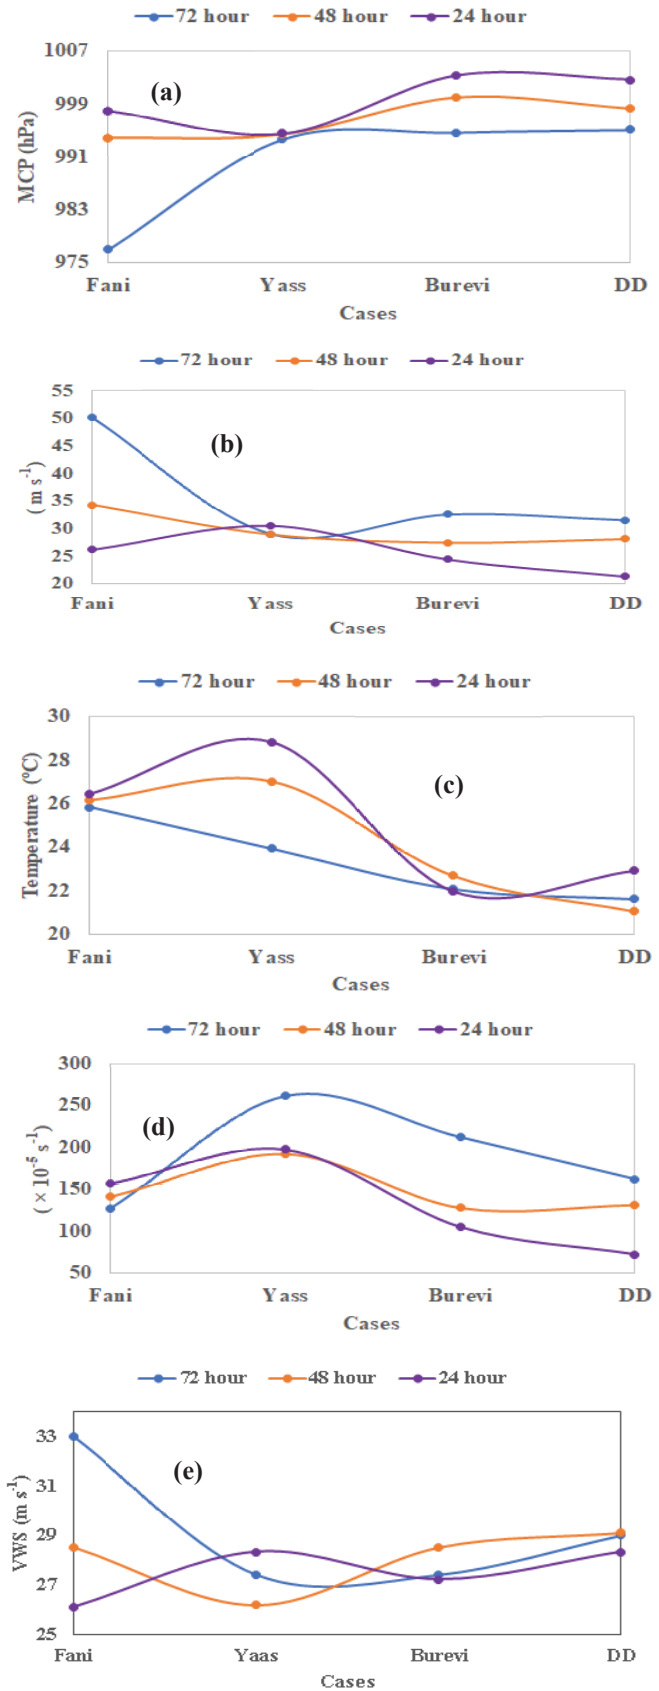 72 hour 48 hour 24 hour
1007
(a)
999
MCP (hPa)
991
983
975
Fani Yass Burevi DD
Cases
72 hour 48 hour 24 hour
55
50
(b)
45
40
( m s-1)
35
30
25
20
Fani Yass Burevi DD
Cases
72 hour 48 hour 24 hour
30
28
(c)
26
Temperature (ºC)
24
22
20
Fani Yass Burevi DD
Cases
72 hour 48 hour 24 hour
300
250
(d)
200
( × 10-5 s-1)
150
100
50
Fani Yass Burevi DD
Cases
72 hour 48 hour 24 hour
33
(e)
31
VWS (m s-1)
29
27
25
Fani Yaas Burevi DD
Cases